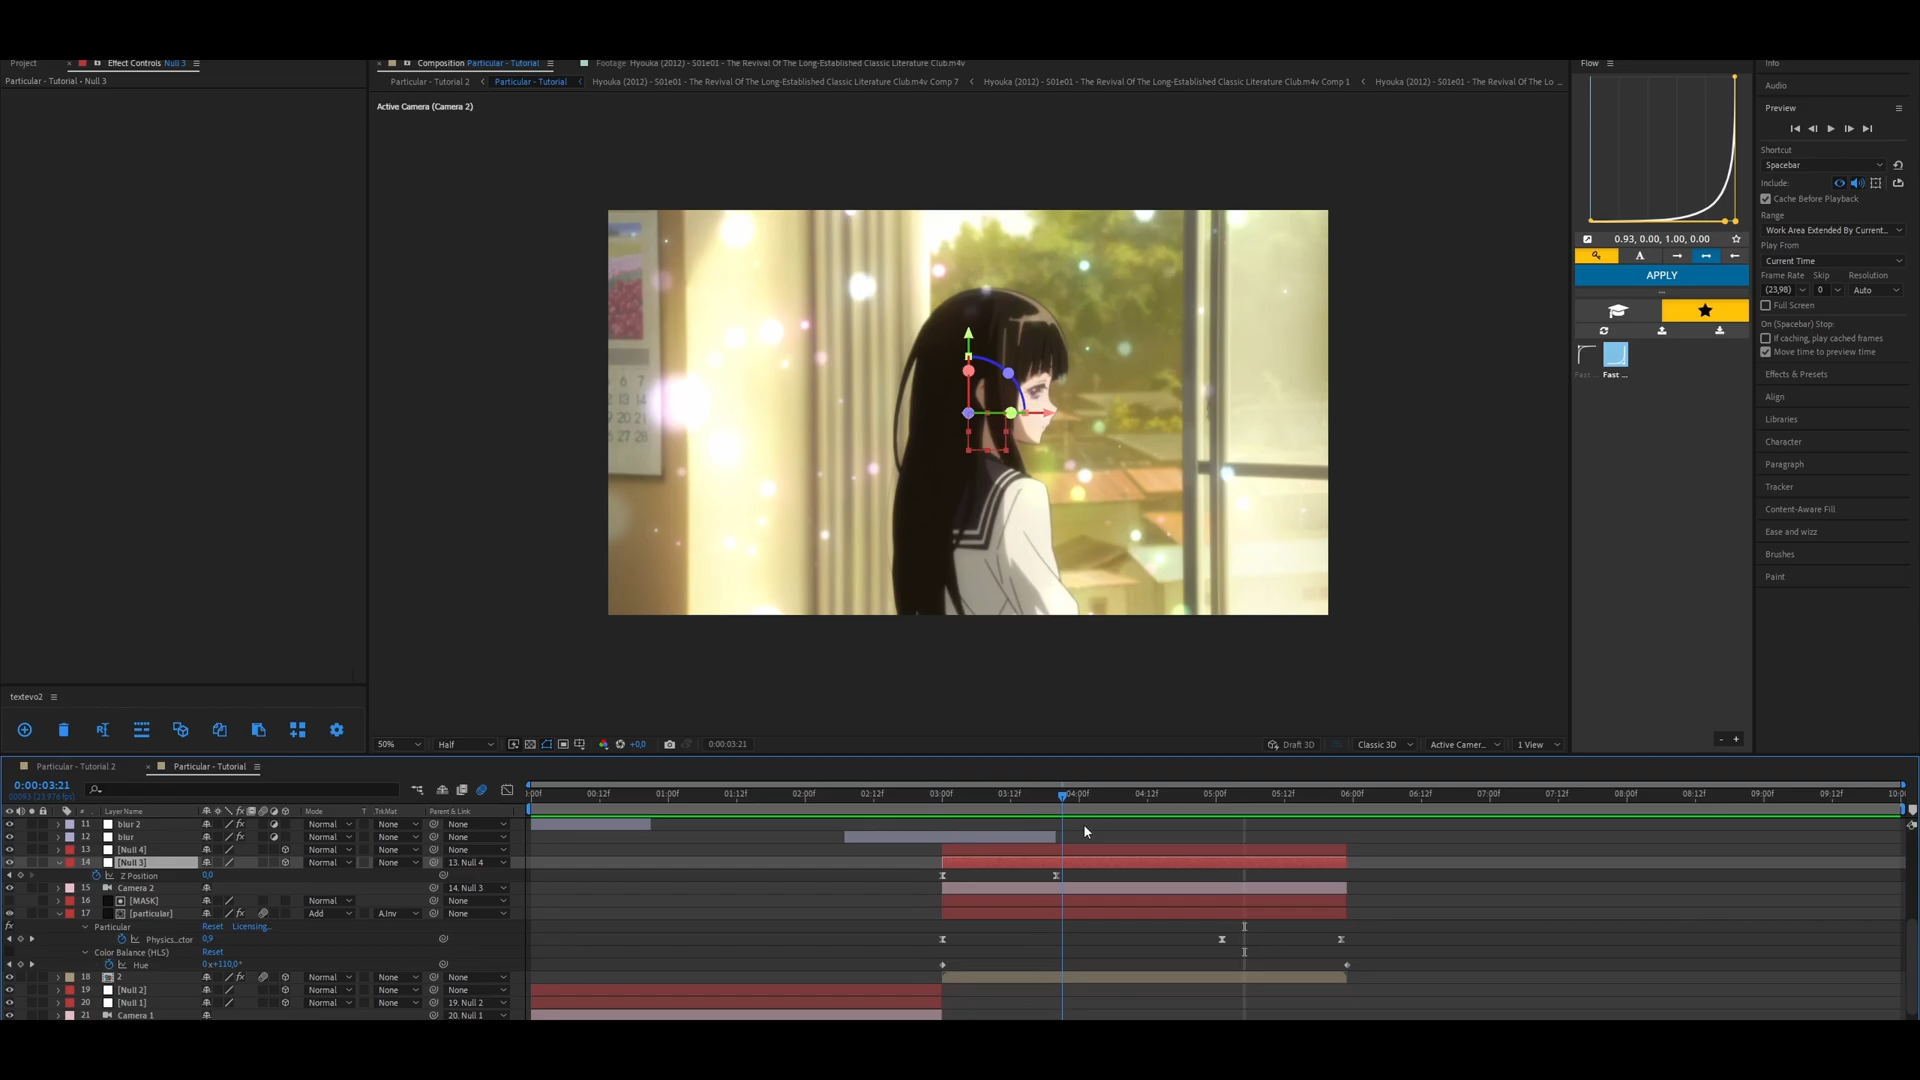 Project
Effect Controls Null 3
Composition Particular - Tutorial
Footage Hyouka (2012) - S01e01 - The Revival Of The Long-Established Classic Literature Club.m4v
Flow
Info
Particular - Tutorial - Null 3
Particular - Tutorial 2
Particular - Tutorial
Hyouka (2012) - S01e01 - The Revival Of The Long-Established Classic Literature Club.m4v Comp 7
Hyouka (2012) - S01e01 - The Revival Of The Long-Established Classic Literature Club.m4v Comp 1
Hyouka (2012) - S01e01 - The Revival Of The Lo ...
Audio
Active Camera (Camera 2)
Preview
Shortcut
Spacebar
Include:
Cache Before Playback
Range
Work Area Extended By Current...
0.93, 0.00, 1.00, 0.00
Play From
A
Current Time
APPLY
Frame Rate Skip Resolution
(23,98) 0 Auto
Full Screen
On (Spacebar) Stop:
If caching, play cached frames
Move time to preview time
Fast ...
Fast ...
Effects & Presets
Align
Libraries
Character
Paragraph
Tracker
Content-Aware Fill
Ease and wizz
Brushes
Paint
6 7
13 14
19 20 21
26 27 28
textevo2
50%
Half
+0,0
0:00:03:21
Draft 3D
Classic 3D
Active Camer...
1 View
Particular - Tutorial 2
Particular - Tutorial
0:00:03:21
00093 (23.976 fps)
:00f 00:12f 01:00f 01:12f 02:00f 02:12f 03:00f 03:12f 04:00f 04:12f 05:00f 05:12f 06:00f 06:12f 07:00f 07:12f 08:00f 08:12f 09:00f 09:12f 10:0
# Layer Name Mode T TrkMat Parent & Link
11 blur 2 Normal None None
12 blur Normal None None
13 [Null 4] Normal None None
14 [Null 3] Normal None 13. Null 4
Z Position 0,0
15 Camera 2 14. Null 3
16 [MASK] Normal None
17 [particular] Add A.Inv None
Particular Reset Licensing...
Physics...ctor 0,9
Color Balance (HLS) Reset
Hue 0x+110,0°
18 2 Normal None None
19 [Null 2] Normal None None
20 [Null 1] Normal None 19. Null 2
21 Camera 1 20. Null 1